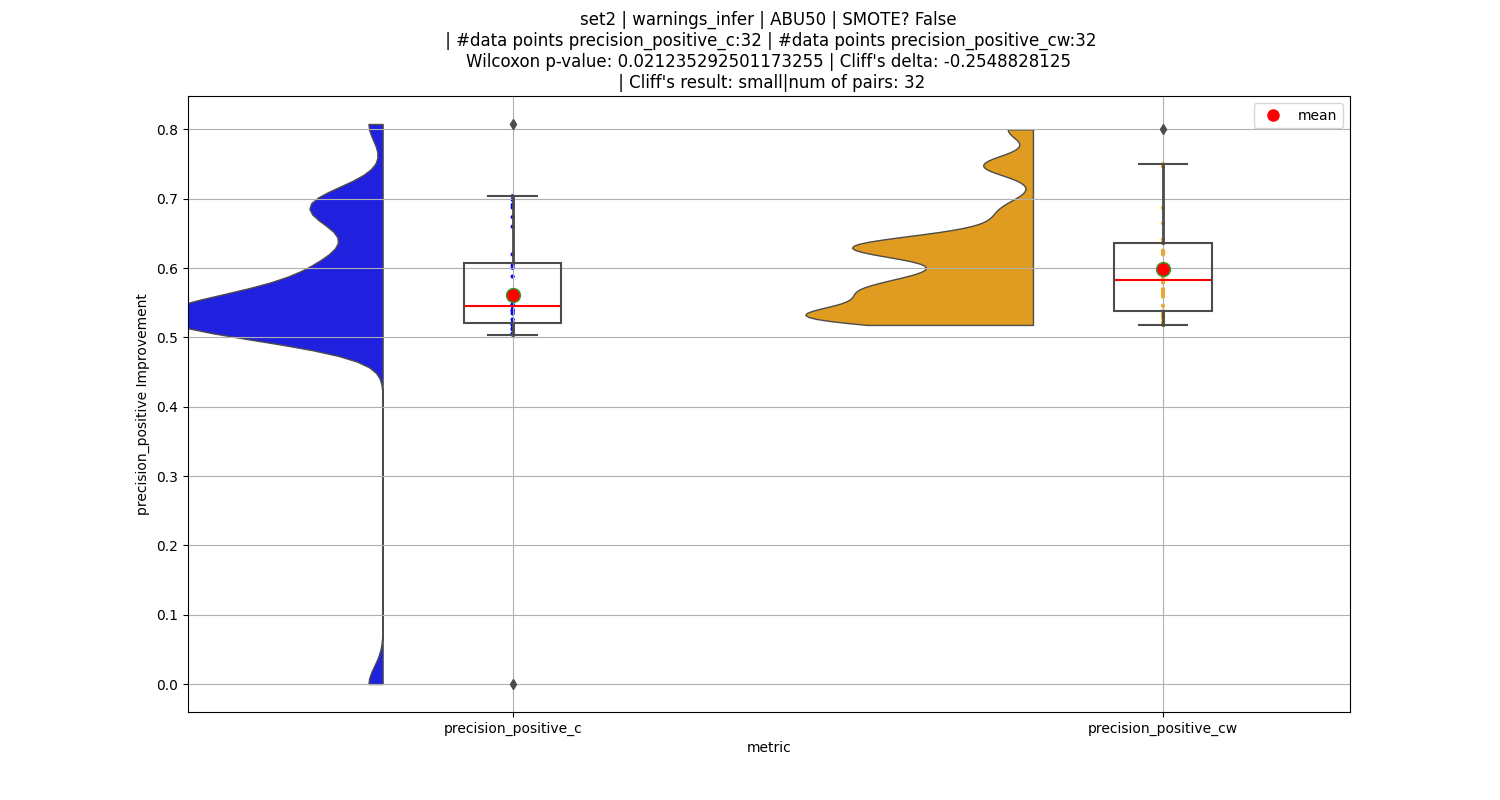 set2 | warnings_infer | ABU50 | SMOTE? False
| #data points precision_positive_c:32 | #data points precision_positive_cw:32
Wilcoxon p-value: 0.021235292501173255 | Cliff's delta: -0.2548828125
| Cliff's result: small|num of pairs: 32
mean
0.8
0.7
0.6
0.5
0.4
0.3
0.2
0.1
0.0
precision_positive Improvement
precision_positive_c
precision_positive_cw
metric